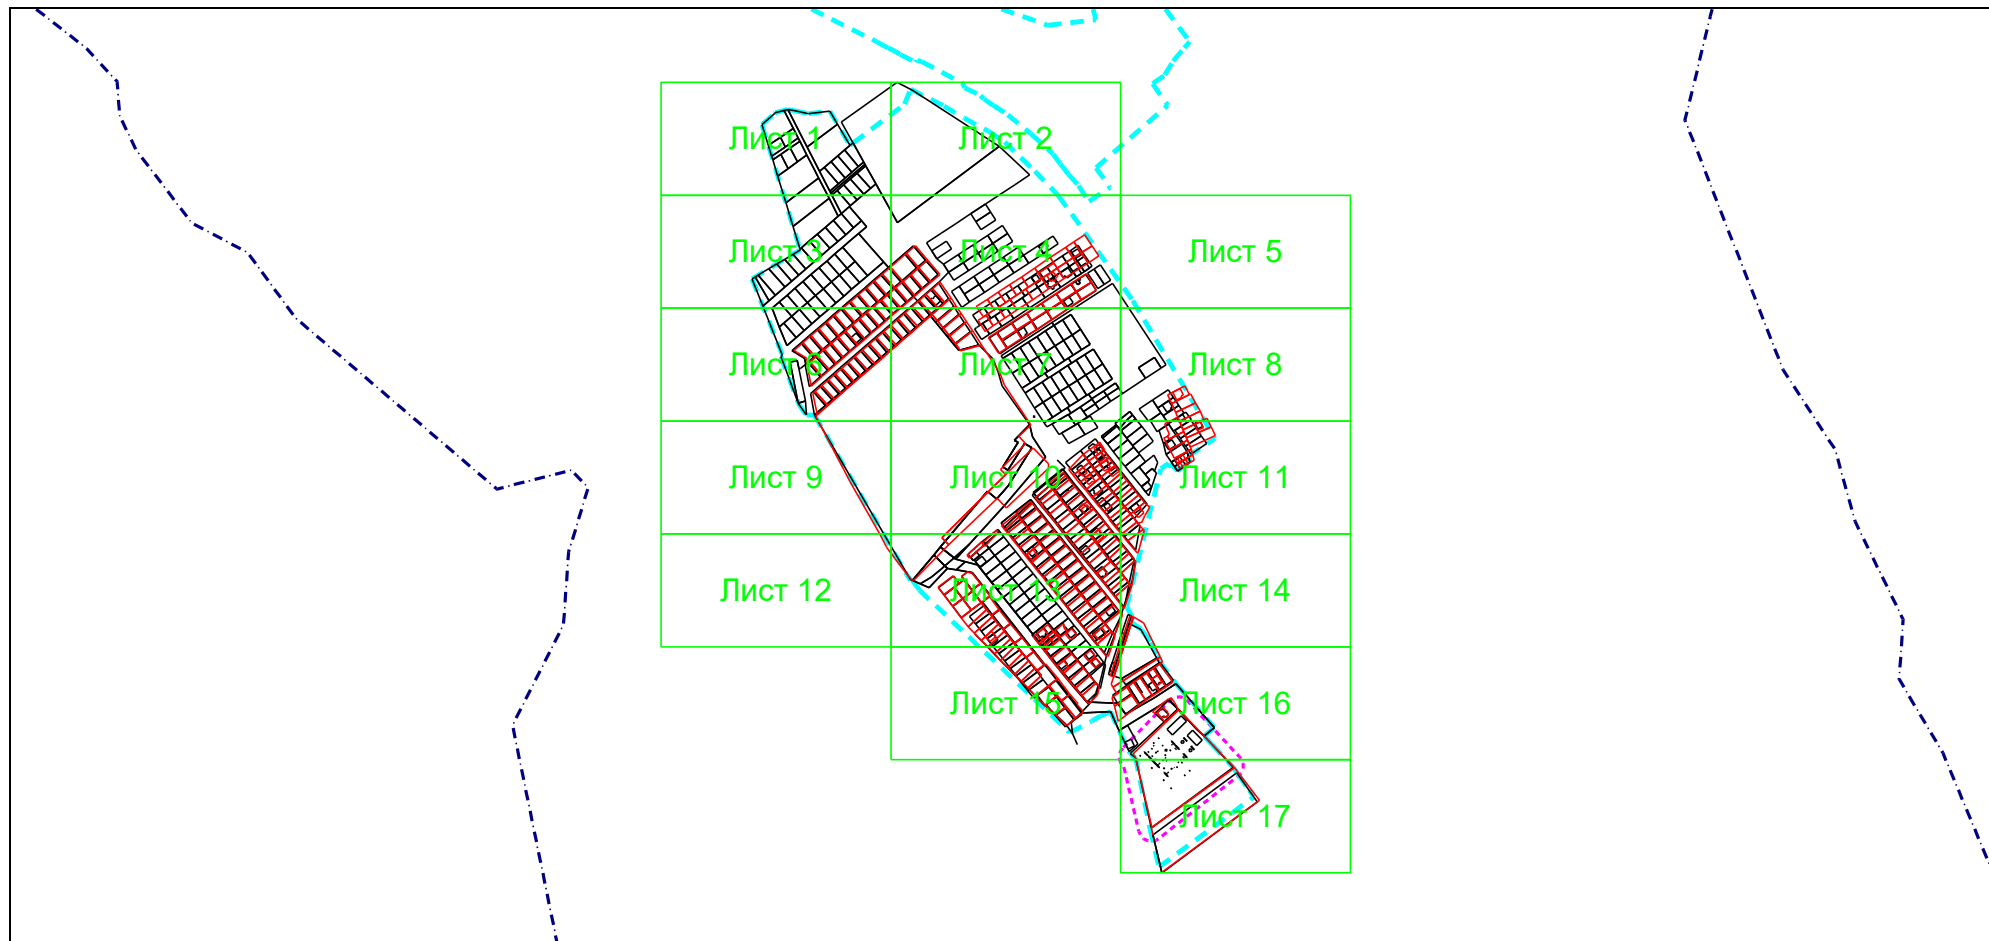 Лист 1
Лист 2
Лист 3
Лист 4
Лист 5
Лист 6
Лист 7
Лист 8
Лист 9
Лист 10
Лист 11
Лист 12
Лист 13
Лист 14
Лист 15
Лист 16
Лист 17